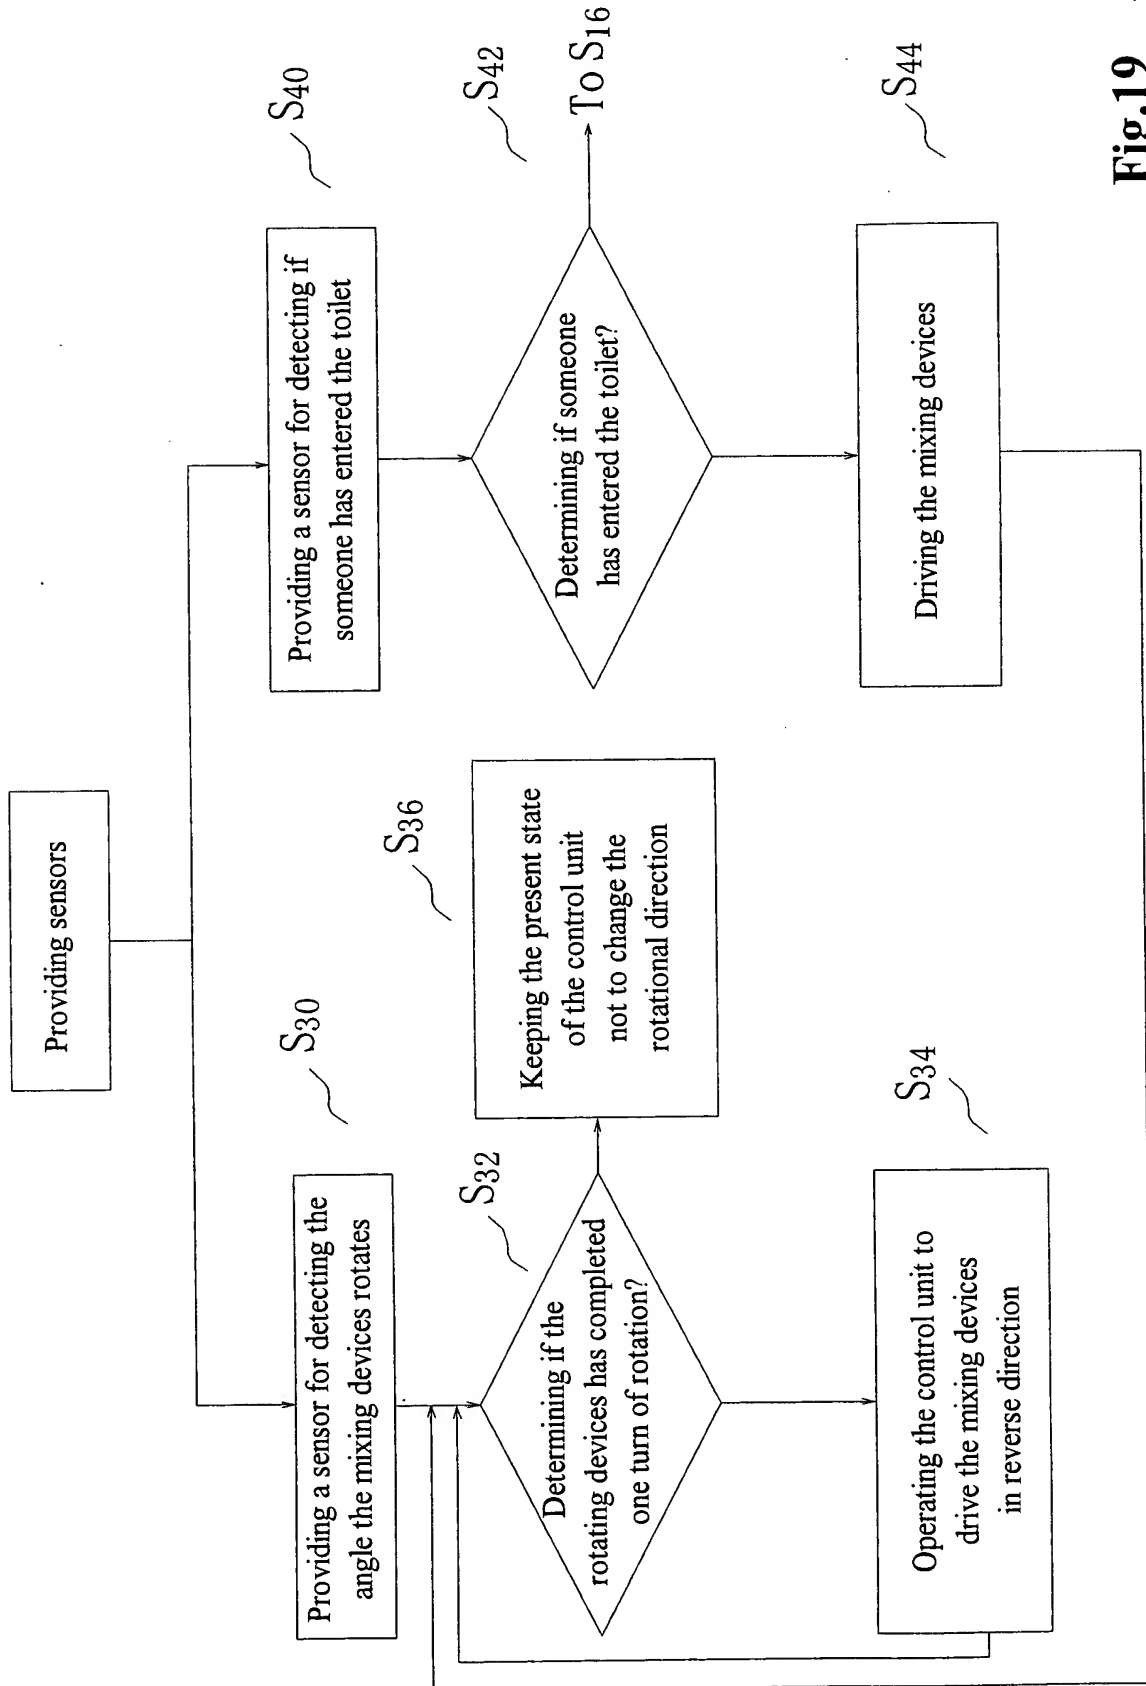 Providing sensors
Providing a sensor for detecting the
angle the mixing devices rotates
S30
Determining if the
rotating devices has completed
one turn of rotation?
S32
Keeping the present state
of the control unit
not to change the
rotational direction
S36
Operating the control unit to
drive the mixing devices
in reverse direction
S34
Providing a sensor for detecting if
someone has entered the toilet
S40
Determining if someone
has entered the toilet?
S42
To S16
Driving the mixing devices
S44
Fig.19